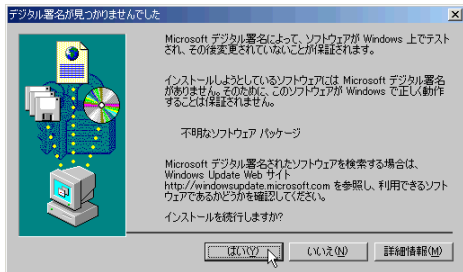 デジタル署名が見つかりませんでした
Microsoft デジタル署名によって、ソフトウェアが Windows 上でテスト
され、その後変更されていないことが保証されます。
インストールしようとしているソフトウェアには Microsoft デジタル署名
がありません。そのために、このソフトウェアが Windows で正しく動作
することは保証されません。
不明なソフトウェア パッケージ
Microsoft デジタル署名されたソフトウェアを検索する場合は、
Windows Update Web サイト
http://windowsupdate.microsoft.com を参照し、利用できるソフト
ウェアであるかどうかを確認してください。
インストールを続行しますか?
はい(Y) いいえ(N) 詳細情報(M)